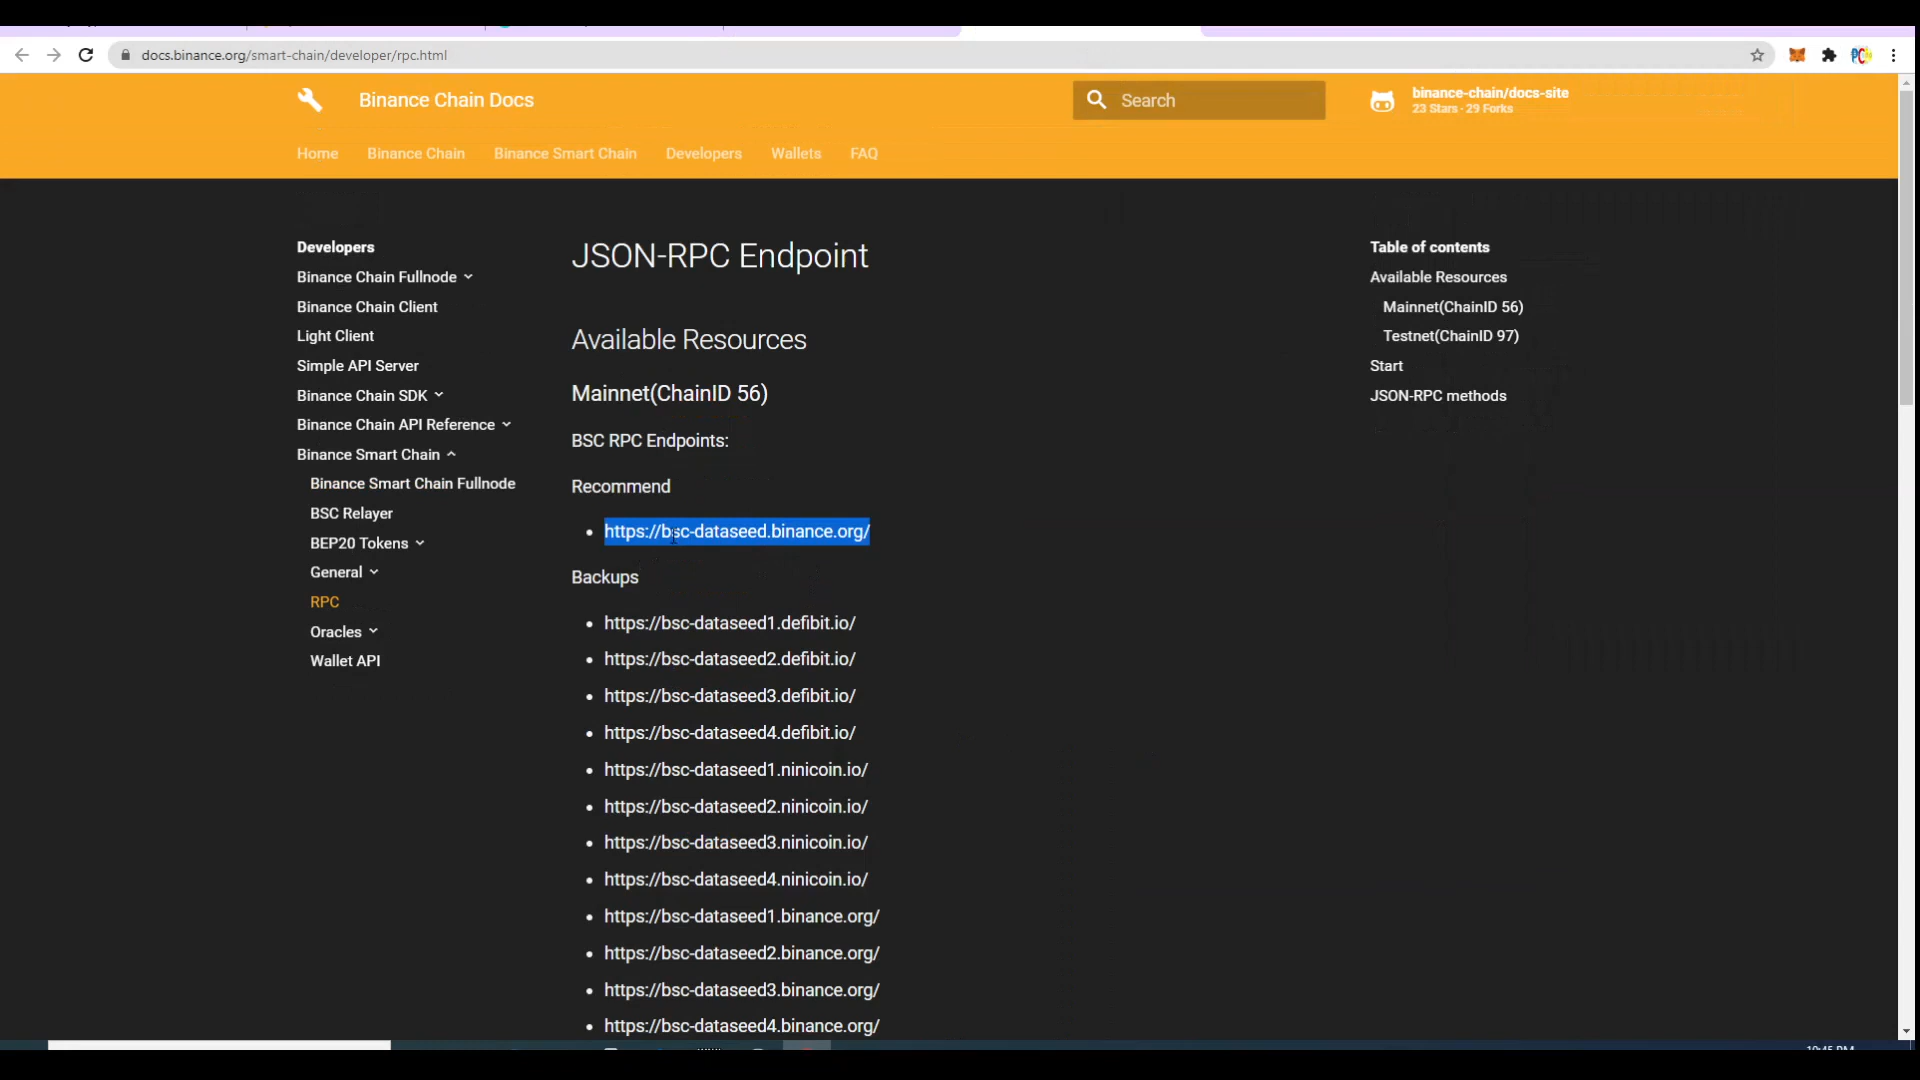 docs.binance.org/smart-chain/developer/rpc.html
Binance Chain Docs
Search
binance-chain/docs-site
23 Stars · 29 Forks
Home
Binance Chain
Binance Smart Chain
Developers
Wallets
FAQ
Developers
Binance Chain Fullnode
Binance Chain Client
Light Client
Simple API Server
Binance Chain SDK
Binance Chain API Reference
Binance Smart Chain
Binance Smart Chain Fullnode
BSC Relayer
BEP20 Tokens
General
RPC
Oracles
Wallet API
JSON-RPC Endpoint
Available Resources
Mainnet(ChainID 56)
BSC RPC Endpoints:
Recommend
https://bsc-dataseed.binance.org/
Backups
https://bsc-dataseed1.defibit.io/
https://bsc-dataseed2.defibit.io/
https://bsc-dataseed3.defibit.io/
https://bsc-dataseed4.defibit.io/
https://bsc-dataseed1.ninicoin.io/
https://bsc-dataseed2.ninicoin.io/
https://bsc-dataseed3.ninicoin.io/
https://bsc-dataseed4.ninicoin.io/
https://bsc-dataseed1.binance.org/
https://bsc-dataseed2.binance.org/
https://bsc-dataseed3.binance.org/
https://bsc-dataseed4.binance.org/
Table of contents
Available Resources
Mainnet(ChainID 56)
Testnet(ChainID 97)
Start
JSON-RPC methods